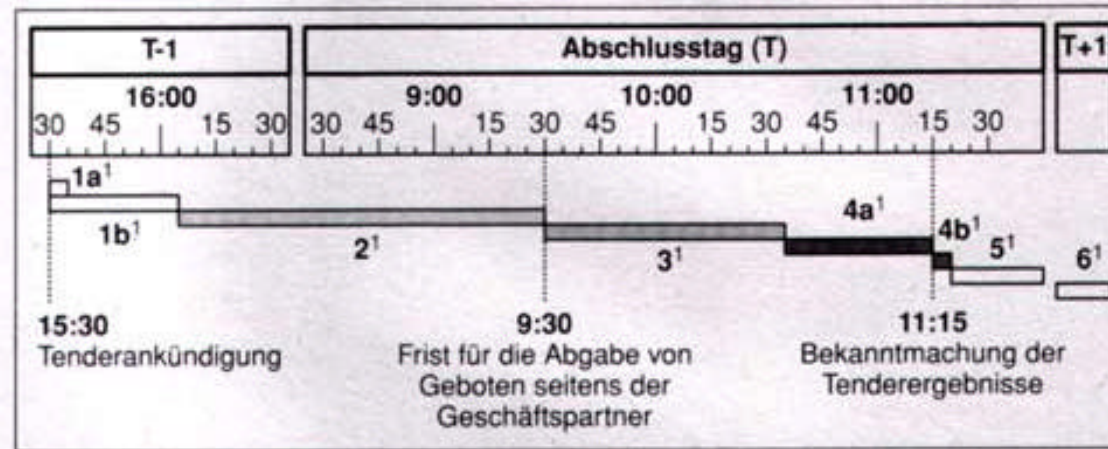 T-1 Abschlusstag (T) T+1
16:00 9:00 10:00 11:00
30 45 15 30 30 45 15 30 45 15 30 45 15 30
1a¹
1b¹ 2¹ 3¹ 4a¹ 4b¹ 5¹ 6¹
15:30 9:30 11:15
Tenderankündigung
Frist für die Abgabe von
Geboten seitens der
Geschäftspartner
Bekanntmachung der
Tenderergebnisse